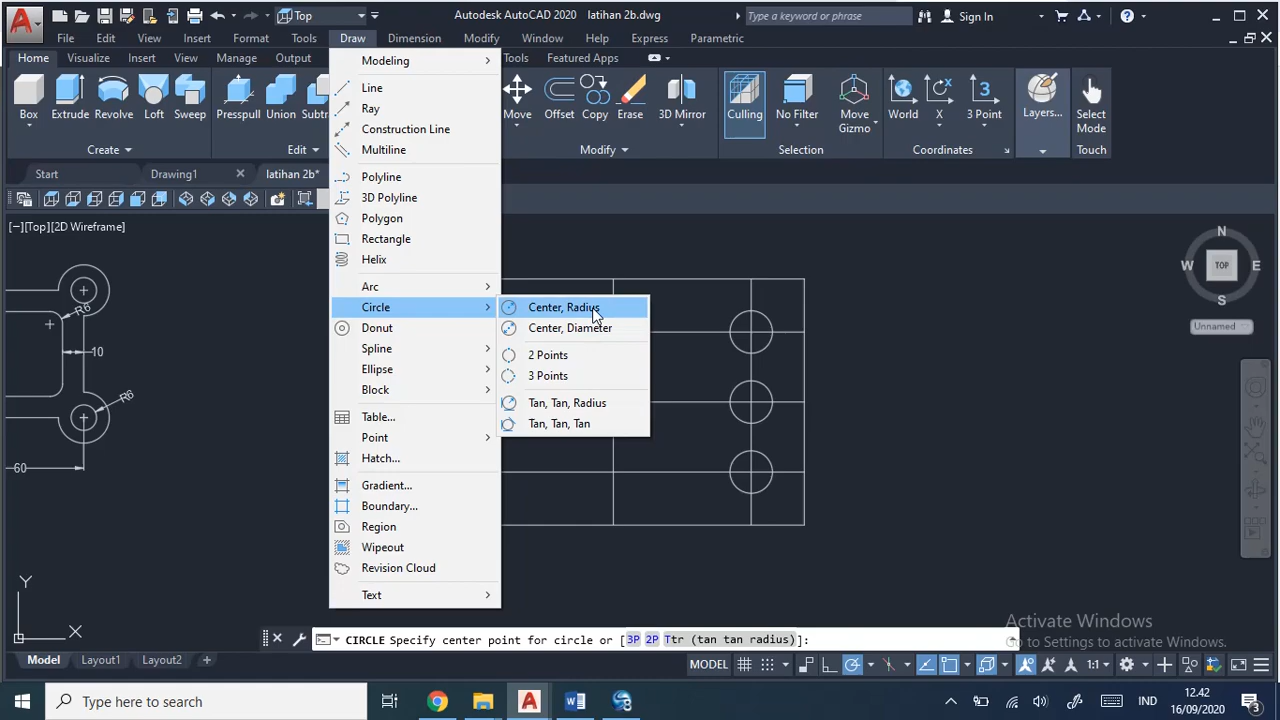 Top
Autodesk AutoCAD 2020 latihan 2b.dwg
Type a keyword or phrase
Sign In
File Edit View Insert Format Tools Draw Dimension Modify Window Help Express Parametric
Home Visualize Insert View Manage Output Tools Featured Apps
Box Extrude Revolve Loft Sweep Presspull Union Subtr
Move Offset Copy Erase 3D Mirror
Culling No Filter Move Gizmo
World X 3 Point
Layers...
Select Mode
Create Edit Modify Selection Coordinates Touch
Start Drawing1 latihan 2b*
[−][Top][2D Wireframe]
Modeling
Line
Ray
Construction Line
Multiline
Polyline
3D Polyline
Polygon
Rectangle
Helix
Arc
Circle
Donut
Spline
Ellipse
Block
Table...
Point
Hatch...
Gradient...
Boundary...
Region
Wipeout
Revision Cloud
Text
Center, Radius
Center, Diameter
2 Points
3 Points
Tan, Tan, Radius
Tan, Tan, Tan
R6
10
R6
60
N
W TOP E
S
Unnamed
Y
X
Activate Windows
Go to Settings to activate Windows.
CIRCLE Specify center point for circle or [3P 2P Ttr (tan tan radius)]:
Model Layout1 Layout2 +
MODEL 1:1
Type here to search
IND
12.42
16/09/2020
3